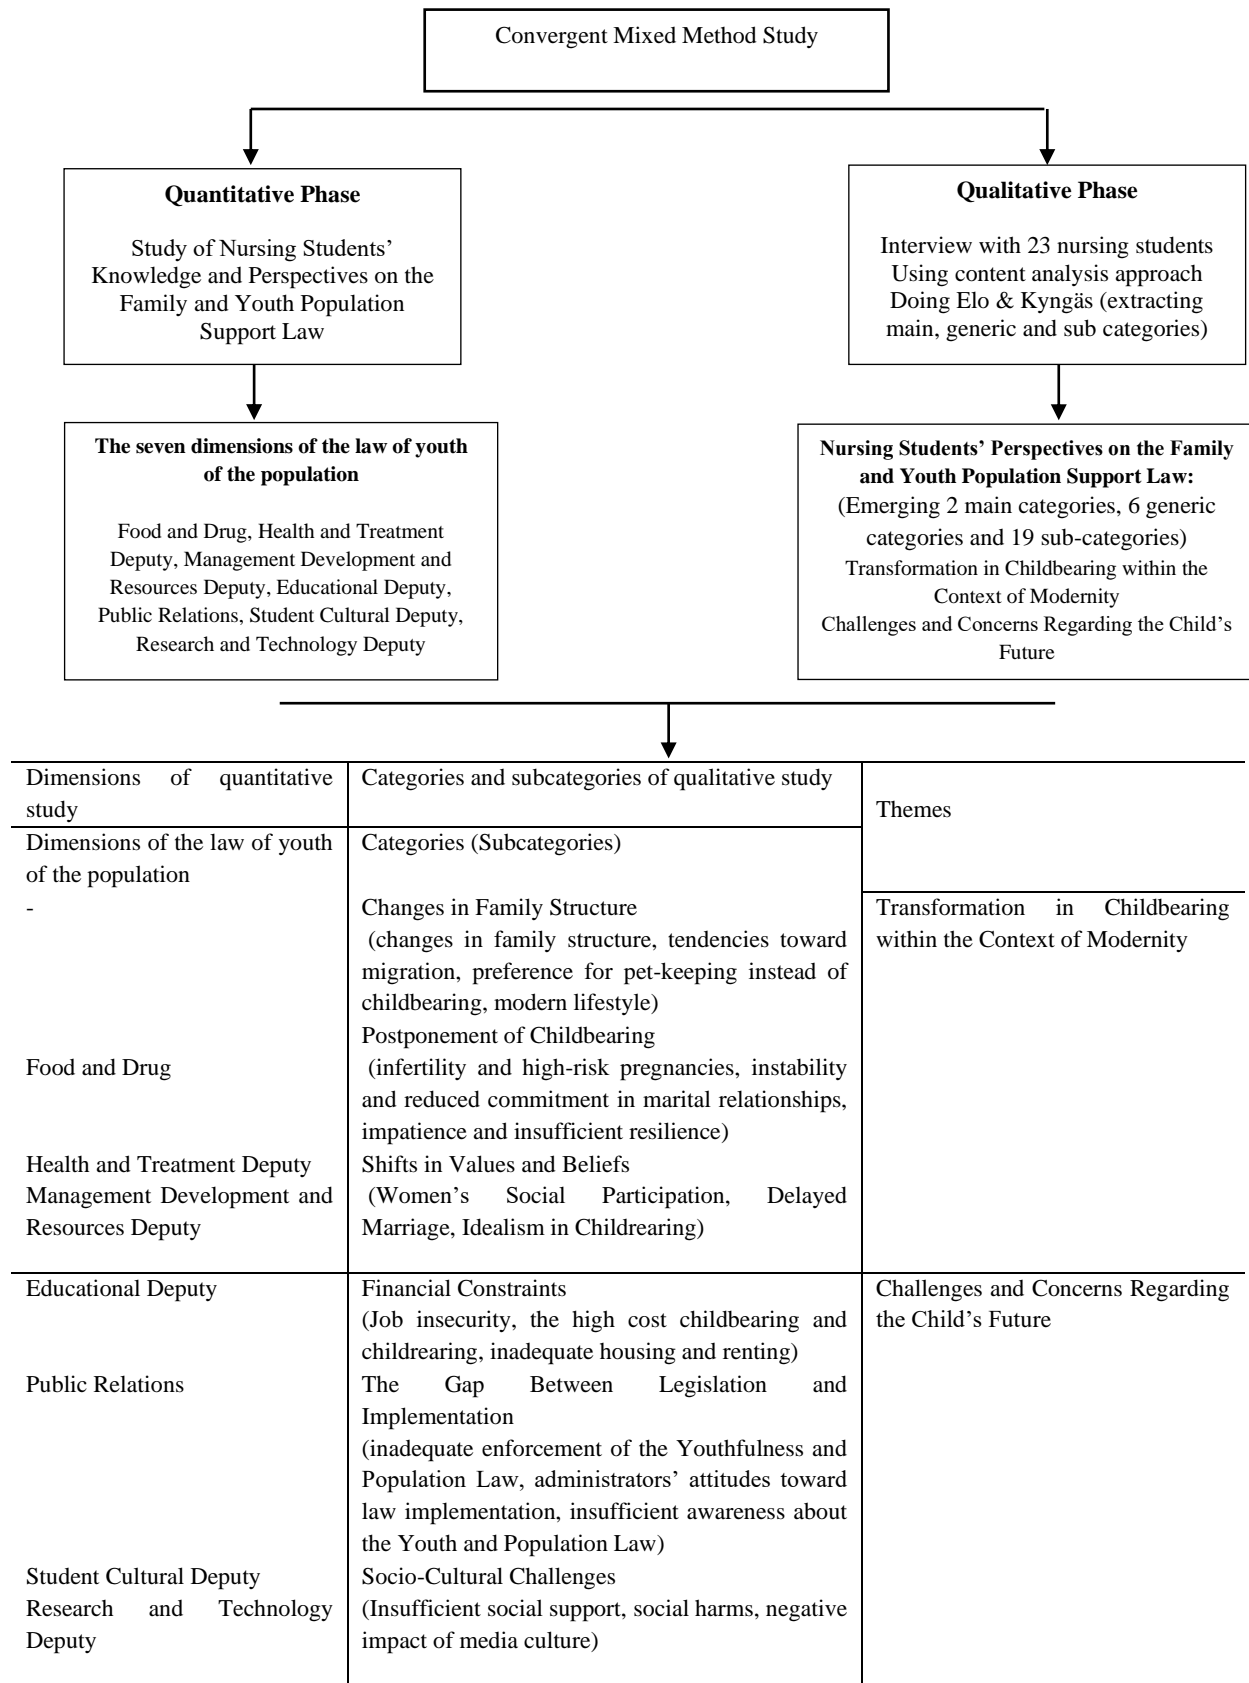 Convergent Mixed Method Study
Quantitative Phase
Study of Nursing Students’
Knowledge and Perspectives on the
Family and Youth Population
Support Law
Qualitative Phase
Interview with 23 nursing students
Using content analysis approach
Doing Elo & Kyngäs (extracting
main, generic and sub categories)
The seven dimensions of the law of youth
of the population
Food and Drug, Health and Treatment
Deputy, Management Development and
Resources Deputy, Educational Deputy,
Public Relations, Student Cultural Deputy,
Research and Technology Deputy
Nursing Students’ Perspectives on the Family
and Youth Population Support Law:
(Emerging 2 main categories, 6 generic
categories and 19 sub-categories)
Transformation in Childbearing within the
Context of Modernity
Challenges and Concerns Regarding the Child’s
Future
Dimensions of quantitative
study
Categories and subcategories of qualitative study
Themes
Dimensions of the law of youth
of the population
Categories (Subcategories)
-
Changes in Family Structure
(changes in family structure, tendencies toward
migration, preference for pet-keeping instead of
childbearing, modern lifestyle)
Transformation in Childbearing
within the Context of Modernity
Postponement of Childbearing
Food and Drug
(infertility and high-risk pregnancies, instability
and reduced commitment in marital relationships,
impatience and insufficient resilience)
Health and Treatment Deputy
Management Development and
Resources Deputy
Shifts in Values and Beliefs
(Women’s Social Participation, Delayed
Marriage, Idealism in Childrearing)
Educational Deputy
Financial Constraints
(Job insecurity, the high cost childbearing and
childrearing, inadequate housing and renting)
Challenges and Concerns Regarding
the Child’s Future
Public Relations
The Gap Between Legislation and
Implementation
(inadequate enforcement of the Youthfulness and
Population Law, administrators’ attitudes toward
law implementation, insufficient awareness about
the Youth and Population Law)
Student Cultural Deputy
Research and Technology
Deputy
Socio-Cultural Challenges
(Insufficient social support, social harms, negative
impact of media culture)